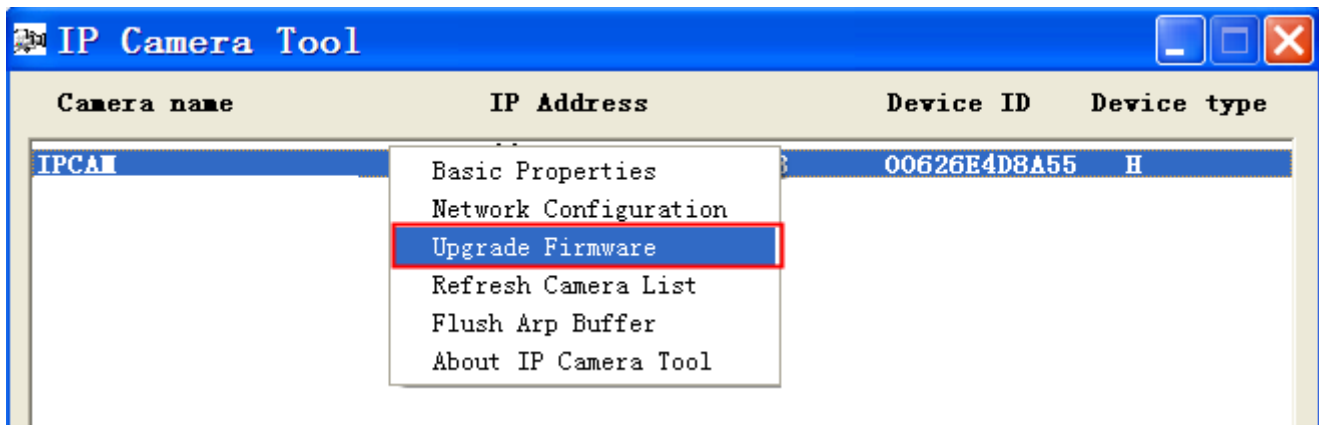 IP Camera Tool
Camera name IP Address Device ID Device type
IPCAM 00626E4D8A55 H
Basic Properties
Network Configuration
Upgrade Firmware
Refresh Camera List
Flush Arp Buffer
About IP Camera Tool